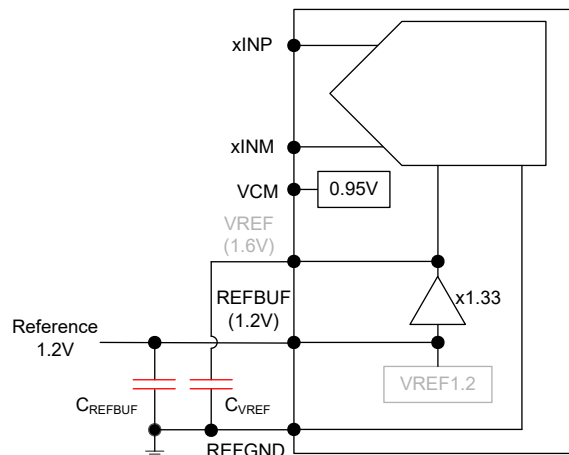 xINP
xINM
VCM
0.95V
VREF
(1.6V)
REFBUF
(1.2V)
x1.33
Reference
1.2V
VREF1.2
CREFBUF
CVREF
REFGND